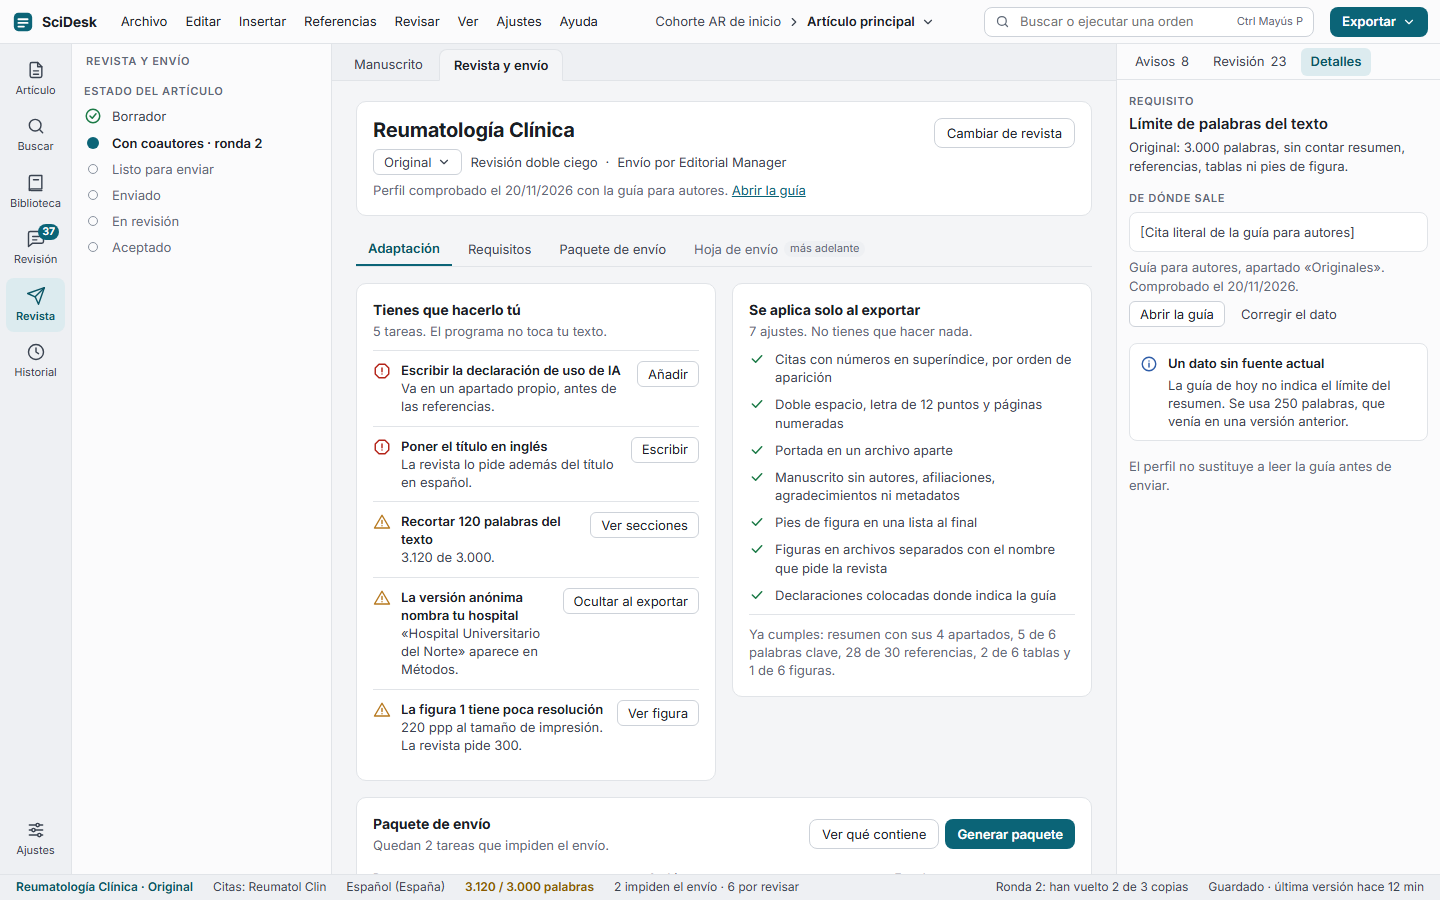 SciDesk
Archivo
Editar
Insertar
Referencias
Revisar
Ver
Ajustes
Ayuda
Cohorte AR de inicio
Artículo principal
Buscar o ejecutar una orden
Ctrl Mayús P
Exportar
Artículo
Buscar
Biblioteca
37
Revisión
Revista
Historial
Ajustes
REVISTA Y ENVÍO
ESTADO DEL ARTÍCULO
Borrador
Con coautores · ronda 2
Listo para enviar
Enviado
En revisión
Aceptado
Manuscrito
Revista y envío
Reumatología Clínica
Cambiar de revista
Original
Revisión doble ciego · Envío por Editorial Manager
Perfil comprobado el 20/11/2026 con la guía para autores. Abrir la guía
Adaptación
Requisitos
Paquete de envío
Hoja de envío
más adelante
Tienes que hacerlo tú
5 tareas. El programa no toca tu texto.
Escribir la declaración de uso de IA
Va en un apartado propio, antes de
las referencias.
Añadir
Poner el título en inglés
La revista lo pide además del título
en español.
Escribir
Recortar 120 palabras del
texto
3.120 de 3.000.
Ver secciones
La versión anónima
nombra tu hospital
«Hospital Universitario
del Norte» aparece en
Métodos.
Ocultar al exportar
La figura 1 tiene poca resolución
220 ppp al tamaño de impresión.
La revista pide 300.
Ver figura
Se aplica solo al exportar
7 ajustes. No tienes que hacer nada.
Citas con números en superíndice, por orden de
aparición
Doble espacio, letra de 12 puntos y páginas
numeradas
Portada en un archivo aparte
Manuscrito sin autores, afiliaciones,
agradecimientos ni metadatos
Pies de figura en una lista al final
Figuras en archivos separados con el nombre
que pide la revista
Declaraciones colocadas donde indica la guía
Ya cumples: resumen con sus 4 apartados, 5 de 6
palabras clave, 28 de 30 referencias, 2 de 6 tablas y
1 de 6 figuras.
Paquete de envío
Quedan 2 tareas que impiden el envío.
Ver qué contiene
Generar paquete
Avisos 8
Revisión 23
Detalles
REQUISITO
Límite de palabras del texto
Original: 3.000 palabras, sin contar resumen,
referencias, tablas ni pies de figura.
DE DÓNDE SALE
[Cita literal de la guía para autores]
Guía para autores, apartado «Originales».
Comprobado el 20/11/2026.
Abrir la guía
Corregir el dato
Un dato sin fuente actual
La guía de hoy no indica el límite del
resumen. Se usa 250 palabras, que
venía en una versión anterior.
El perfil no sustituye a leer la guía antes de
enviar.
Reumatología Clínica · Original
Citas: Reumatol Clin
Español (España)
3.120 / 3.000 palabras
2 impiden el envío · 6 por revisar
Ronda 2: han vuelto 2 de 3 copias
Guardado · última versión hace 12 min